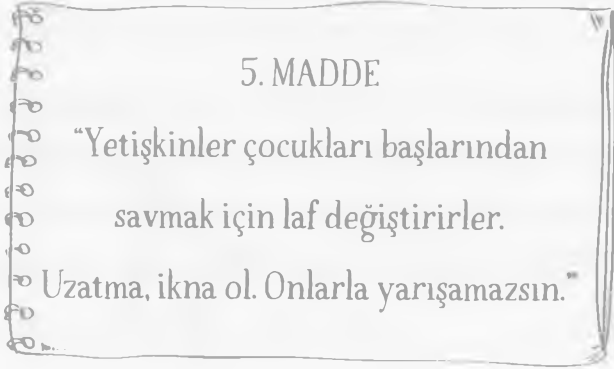 5. MADDE
“Yetişkinler çocukları başlarından
savmak için laf değiştirirler.
Uzatma, ikna ol. Onlarla yarışamazsın.”